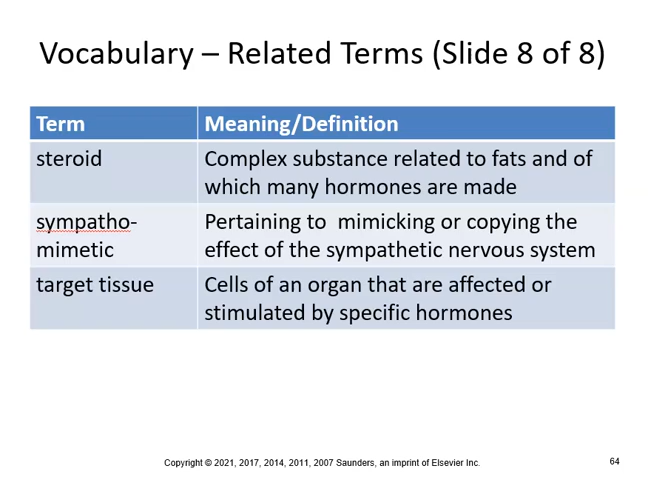 Vocabulary – Related Terms (Slide 8 of 8)
Term Meaning/Definition
steroid Complex substance related to fats and of
which many hormones are made
sympatho- Pertaining to  mimicking or copying the
mimetic effect of the sympathetic nervous system
target tissue Cells of an organ that are affected or
stimulated by specific hormones
Copyright © 2021, 2017, 2014, 2011, 2007 Saunders, an imprint of Elsevier Inc. 64